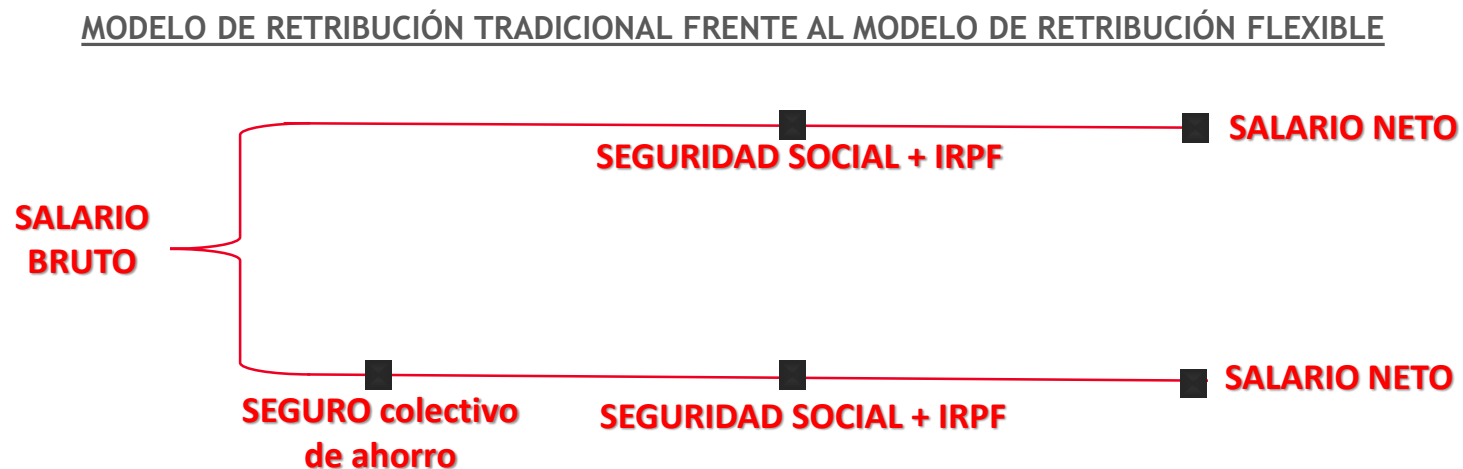 MODELO DE RETRIBUCIÓN TRADICIONAL FRENTE AL MODELO DE RETRIBUCIÓN FLEXIBLE
SALARIO NETO
SEGURIDAD SOCIAL + IRPF
SALARIO
BRUTO
SALARIO NETO
SEGURO colectivo
de ahorro
SEGURIDAD SOCIAL + IRPF